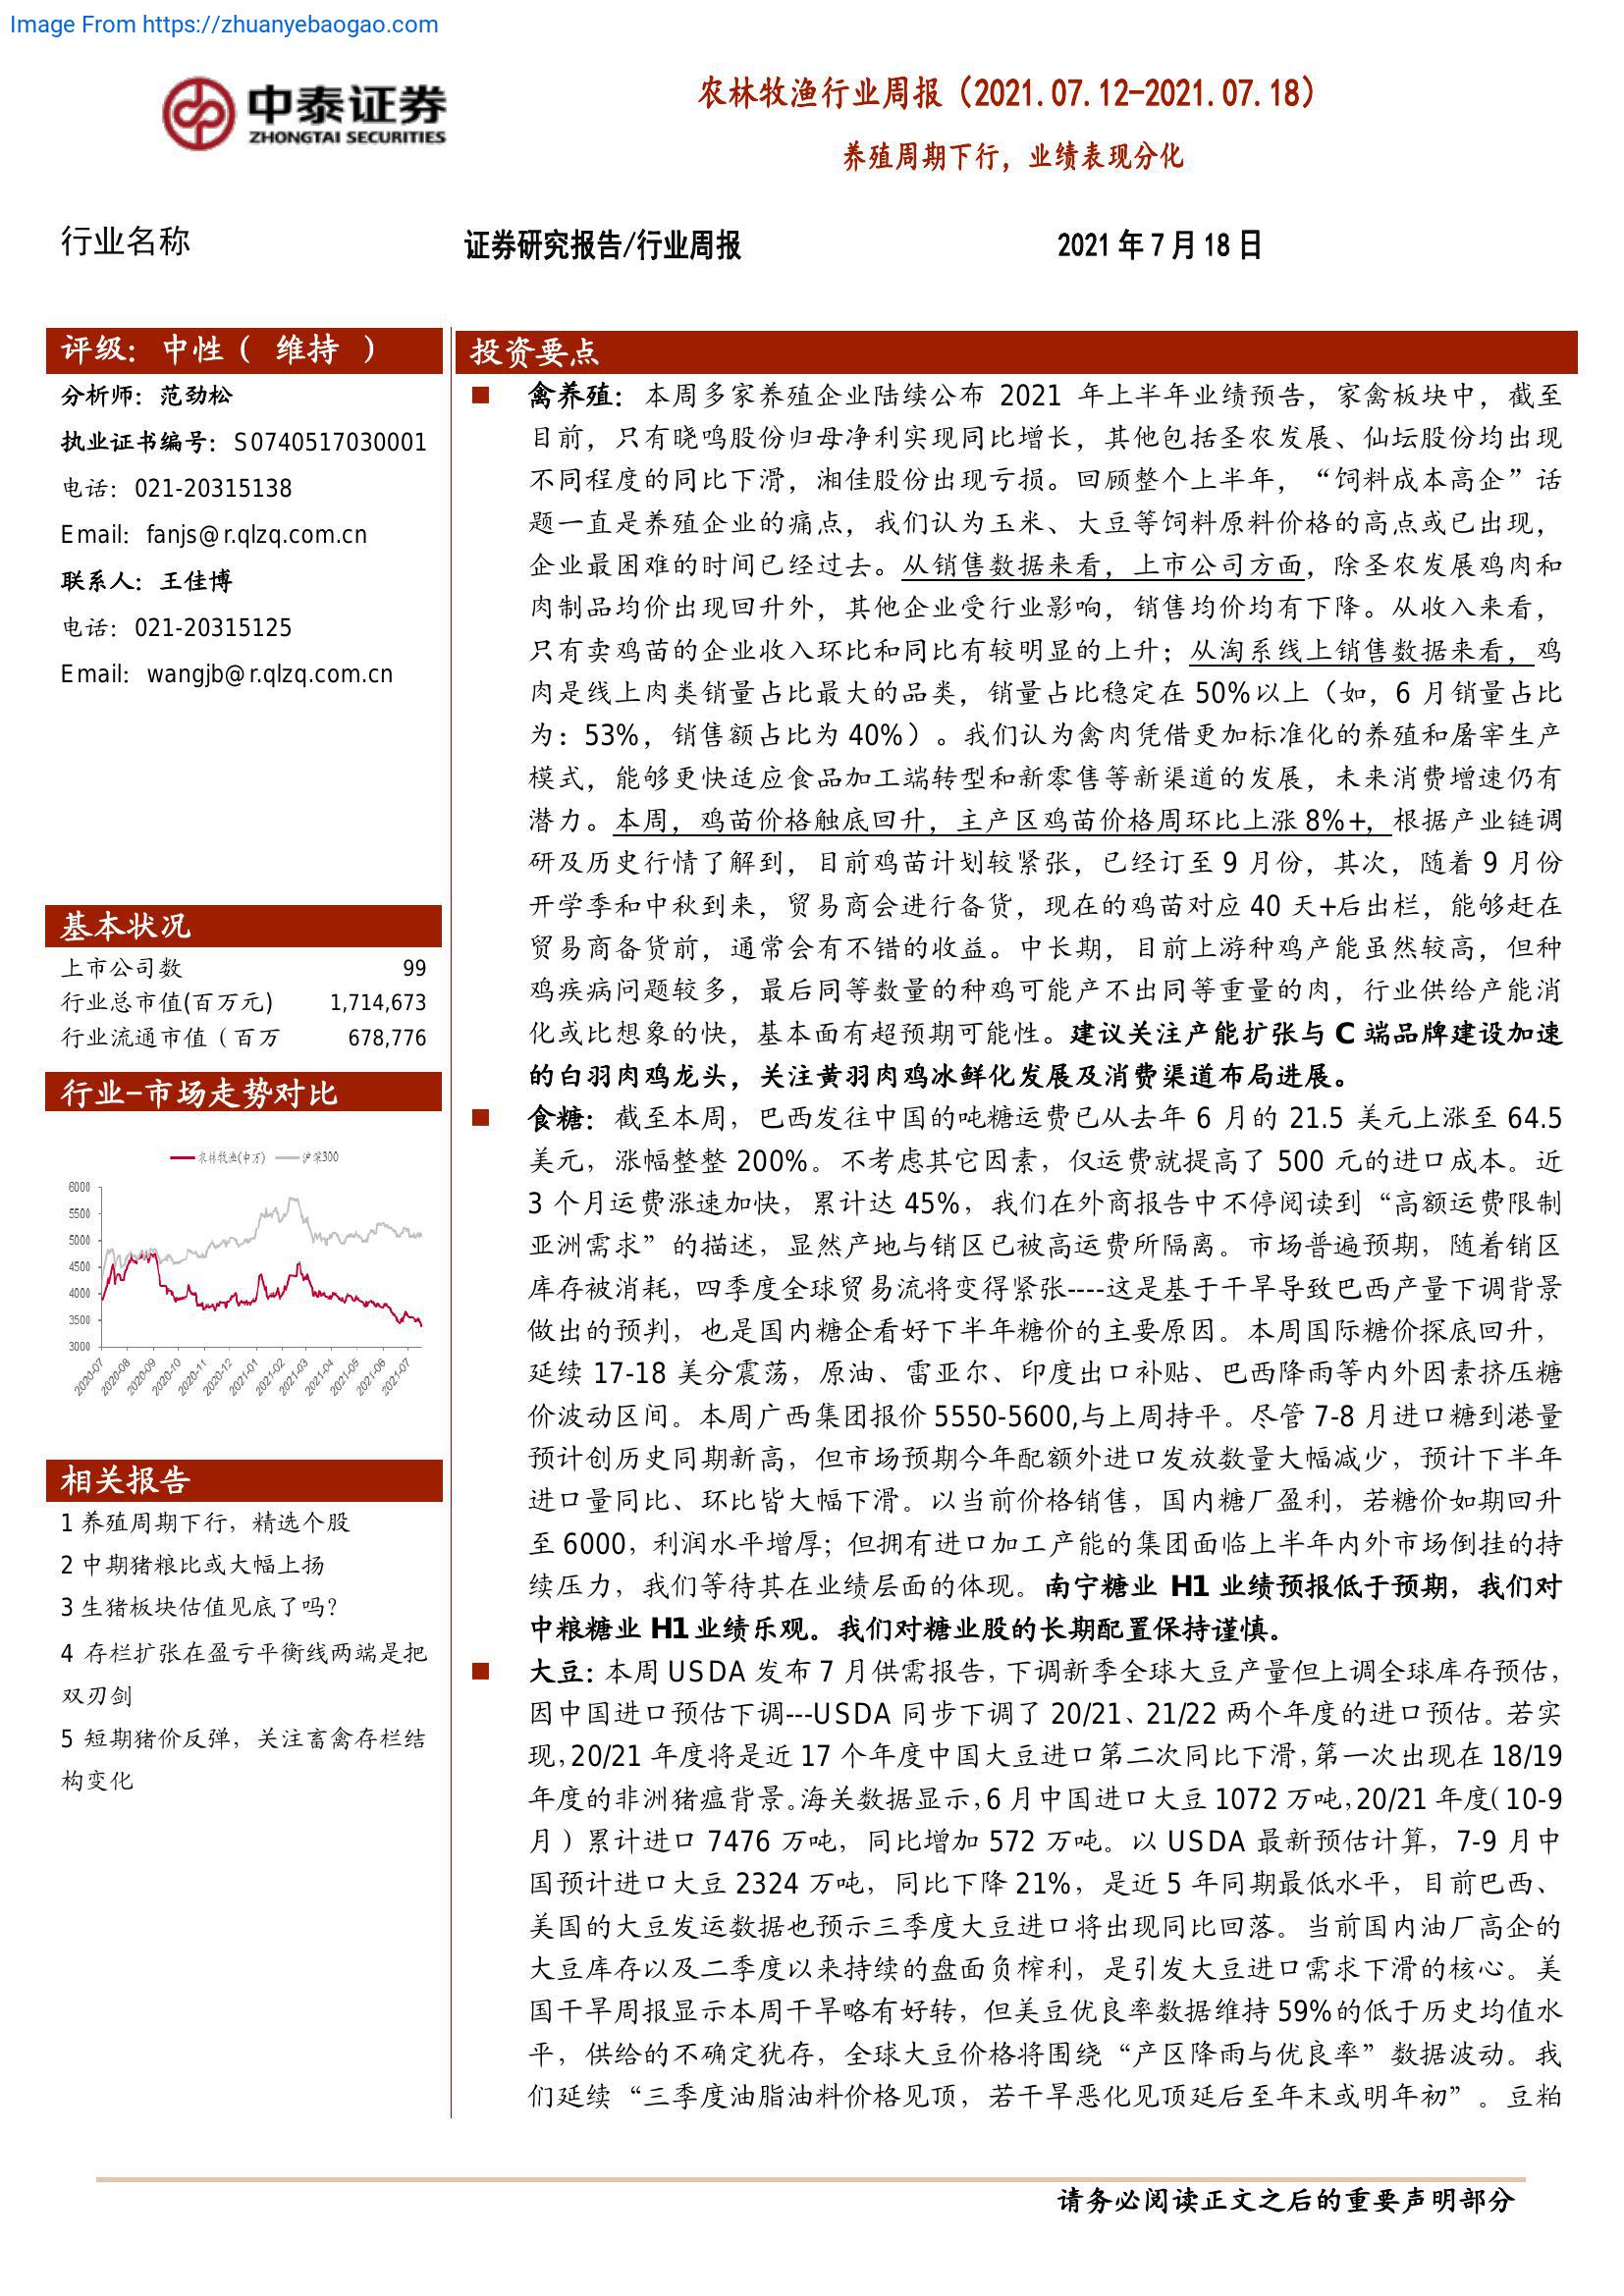 Image From https://zhuanyebaogao.com
中泰证券
ZHONGTAI SECURITIES
农林牧渔行业周报（2021.07.12-2021.07.18）
养殖周期下行，业绩表现分化
行业名称
证券研究报告/行业周报
2021 年 7 月 18 日
评级： 中性（ 维持 ）
分析师：范劲松
执业证书编号：S0740517030001
电话：021-20315138
Email：fanjs@r.qlzq.com.cn
联系人：王佳博
电话：021-20315125
Email：wangjb@r.qlzq.com.cn
基本状况
上市公司数 99
行业总市值(百万元) 1,714,673
行业流通市值（百万 678,776
行业-市场走势对比
农林牧渔(申万) 沪深300
6000
5500
5000
4500
4000
3500
3000
2020-07 2020-08 2020-09 2020-10 2020-11 2020-12 2021-01 2021-02 2021-03 2021-04 2021-05 2021-06 2021-07
相关报告
1 养殖周期下行，精选个股
2 中期猪粮比或大幅上扬
3 生猪板块估值见底了吗？
4 存栏扩张在盈亏平衡线两端是把
双刃剑
5 短期猪价反弹，关注畜禽存栏结
构变化
投资要点
■ 禽养殖：本周多家养殖企业陆续公布 2021 年上半年业绩预告，家禽板块中，截至
目前，只有晓鸣股份归母净利实现同比增长，其他包括圣农发展、仙坛股份均出现
不同程度的同比下滑，湘佳股份出现亏损。回顾整个上半年，“饲料成本高企”话
题一直是养殖企业的痛点，我们认为玉米、大豆等饲料原料价格的高点或已出现，
企业最困难的时间已经过去。从销售数据来看，上市公司方面，除圣农发展鸡肉和
肉制品均价出现回升外，其他企业受行业影响，销售均价均有下降。从收入来看，
只有卖鸡苗的企业收入环比和同比有较明显的上升；从淘系线上销售数据来看，鸡
肉是线上肉类销量占比最大的品类，销量占比稳定在 50%以上（如，6 月销量占比
为：53%，销售额占比为 40%）。我们认为禽肉凭借更加标准化的养殖和屠宰生产
模式，能够更快适应食品加工端转型和新零售等新渠道的发展，未来消费增速仍有
潜力。本周，鸡苗价格触底回升，主产区鸡苗价格周环比上涨 8%+，根据产业链调
研及历史行情了解到，目前鸡苗计划较紧张，已经订至 9 月份，其次，随着 9 月份
开学季和中秋到来，贸易商会进行备货，现在的鸡苗对应 40 天+后出栏，能够赶在
贸易商备货前，通常会有不错的收益。中长期，目前上游种鸡产能虽然较高，但种
鸡疾病问题较多，最后同等数量的种鸡可能产不出同等重量的肉，行业供给产能消
化或比想象的快，基本面有超预期可能性。建议关注产能扩张与 C 端品牌建设加速
的白羽肉鸡龙头，关注黄羽肉鸡冰鲜化发展及消费渠道布局进展。
■ 食糖：截至本周，巴西发往中国的吨糖运费已从去年 6 月的 21.5 美元上涨至 64.5
美元，涨幅整整 200%。不考虑其它因素，仅运费就提高了 500 元的进口成本。近
3 个月运费涨速加快，累计达 45%，我们在外商报告中不停阅读到“高额运费限制
亚洲需求”的描述，显然产地与销区已被高运费所隔离。市场普遍预期，随着销区
库存被消耗，四季度全球贸易流将变得紧张----这是基于干旱导致巴西产量下调背景
做出的预判，也是国内糖企看好下半年糖价的主要原因。本周国际糖价探底回升，
延续 17-18 美分震荡，原油、雷亚尔、印度出口补贴、巴西降雨等内外因素挤压糖
价波动区间。本周广西集团报价 5550-5600,与上周持平。尽管 7-8 月进口糖到港量
预计创历史同期新高，但市场预期今年配额外进口发放数量大幅减少，预计下半年
进口量同比、环比皆大幅下滑。以当前价格销售，国内糖厂盈利，若糖价如期回升
至 6000，利润水平增厚；但拥有进口加工产能的集团面临上半年内外市场倒挂的持
续压力，我们等待其在业绩层面的体现。南宁糖业 H1 业绩预报低于预期，我们对
中粮糖业 H1 业绩乐观。我们对糖业股的长期配置保持谨慎。
■ 大豆：本周 USDA 发布 7 月供需报告，下调新季全球大豆产量但上调全球库存预估，
因中国进口预估下调---USDA 同步下调了 20/21、21/22 两个年度的进口预估。若实
现，20/21 年度将是近 17 个年度中国大豆进口第二次同比下滑，第一次出现在 18/19
年度的非洲猪瘟背景。海关数据显示，6 月中国进口大豆 1072 万吨，20/21 年度（10-9
月）累计进口 7476 万吨，同比增加 572 万吨。以 USDA 最新预估计算，7-9 月中
国预计进口大豆 2324 万吨，同比下降 21%，是近 5 年同期最低水平，目前巴西、
美国的大豆发运数据也预示三季度大豆进口将出现同比回落。当前国内油厂高企的
大豆库存以及二季度以来持续的盘面负榨利，是引发大豆进口需求下滑的核心。美
国干旱周报显示本周干旱略有好转，但美豆优良率数据维持 59%的低于历史均值水
平，供给的不确定犹存，全球大豆价格将围绕“产区降雨与优良率”数据波动。我
们延续“三季度油脂油料价格见顶，若干旱恶化见顶延后至年末或明年初”。豆粕
请务必阅读正文之后的重要声明部分